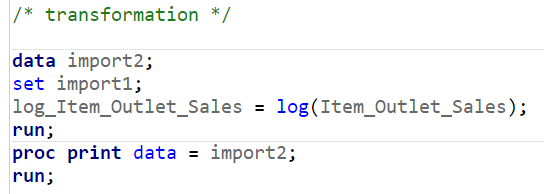 /* transformation */
data import2;
set import1;
log_Item_Outlet_Sales = log(Item_Outlet_Sales);
run;
proc print data = import2;
run;